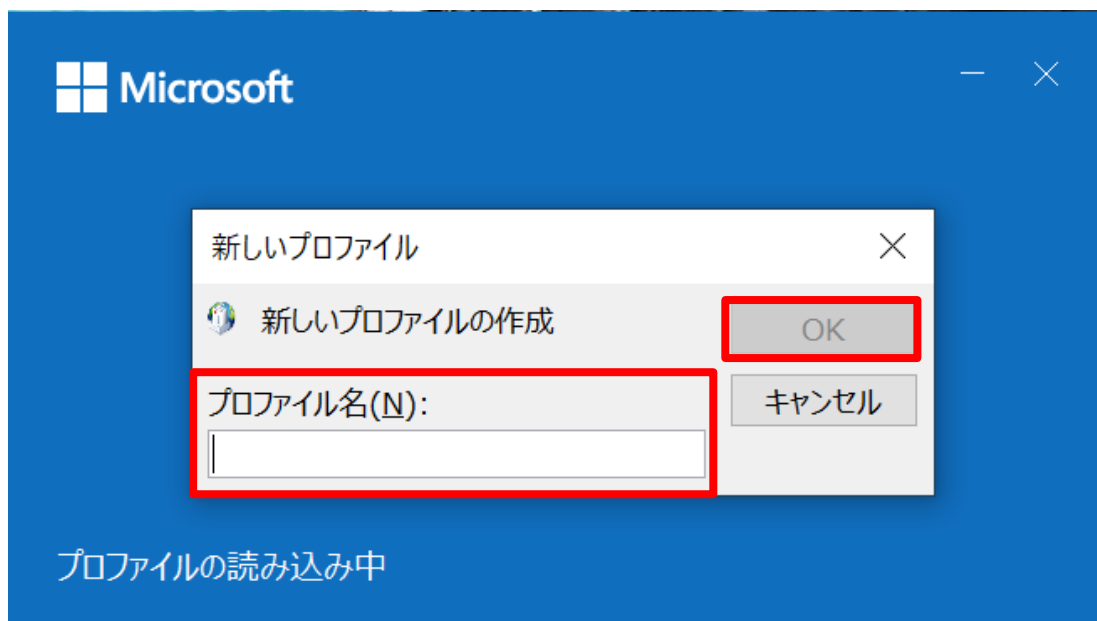 Microsoft
新しいプロファイル
新しいプロファイルの作成
OK
プロファイル名(N):
キャンセル
プロファイルの読み込み中